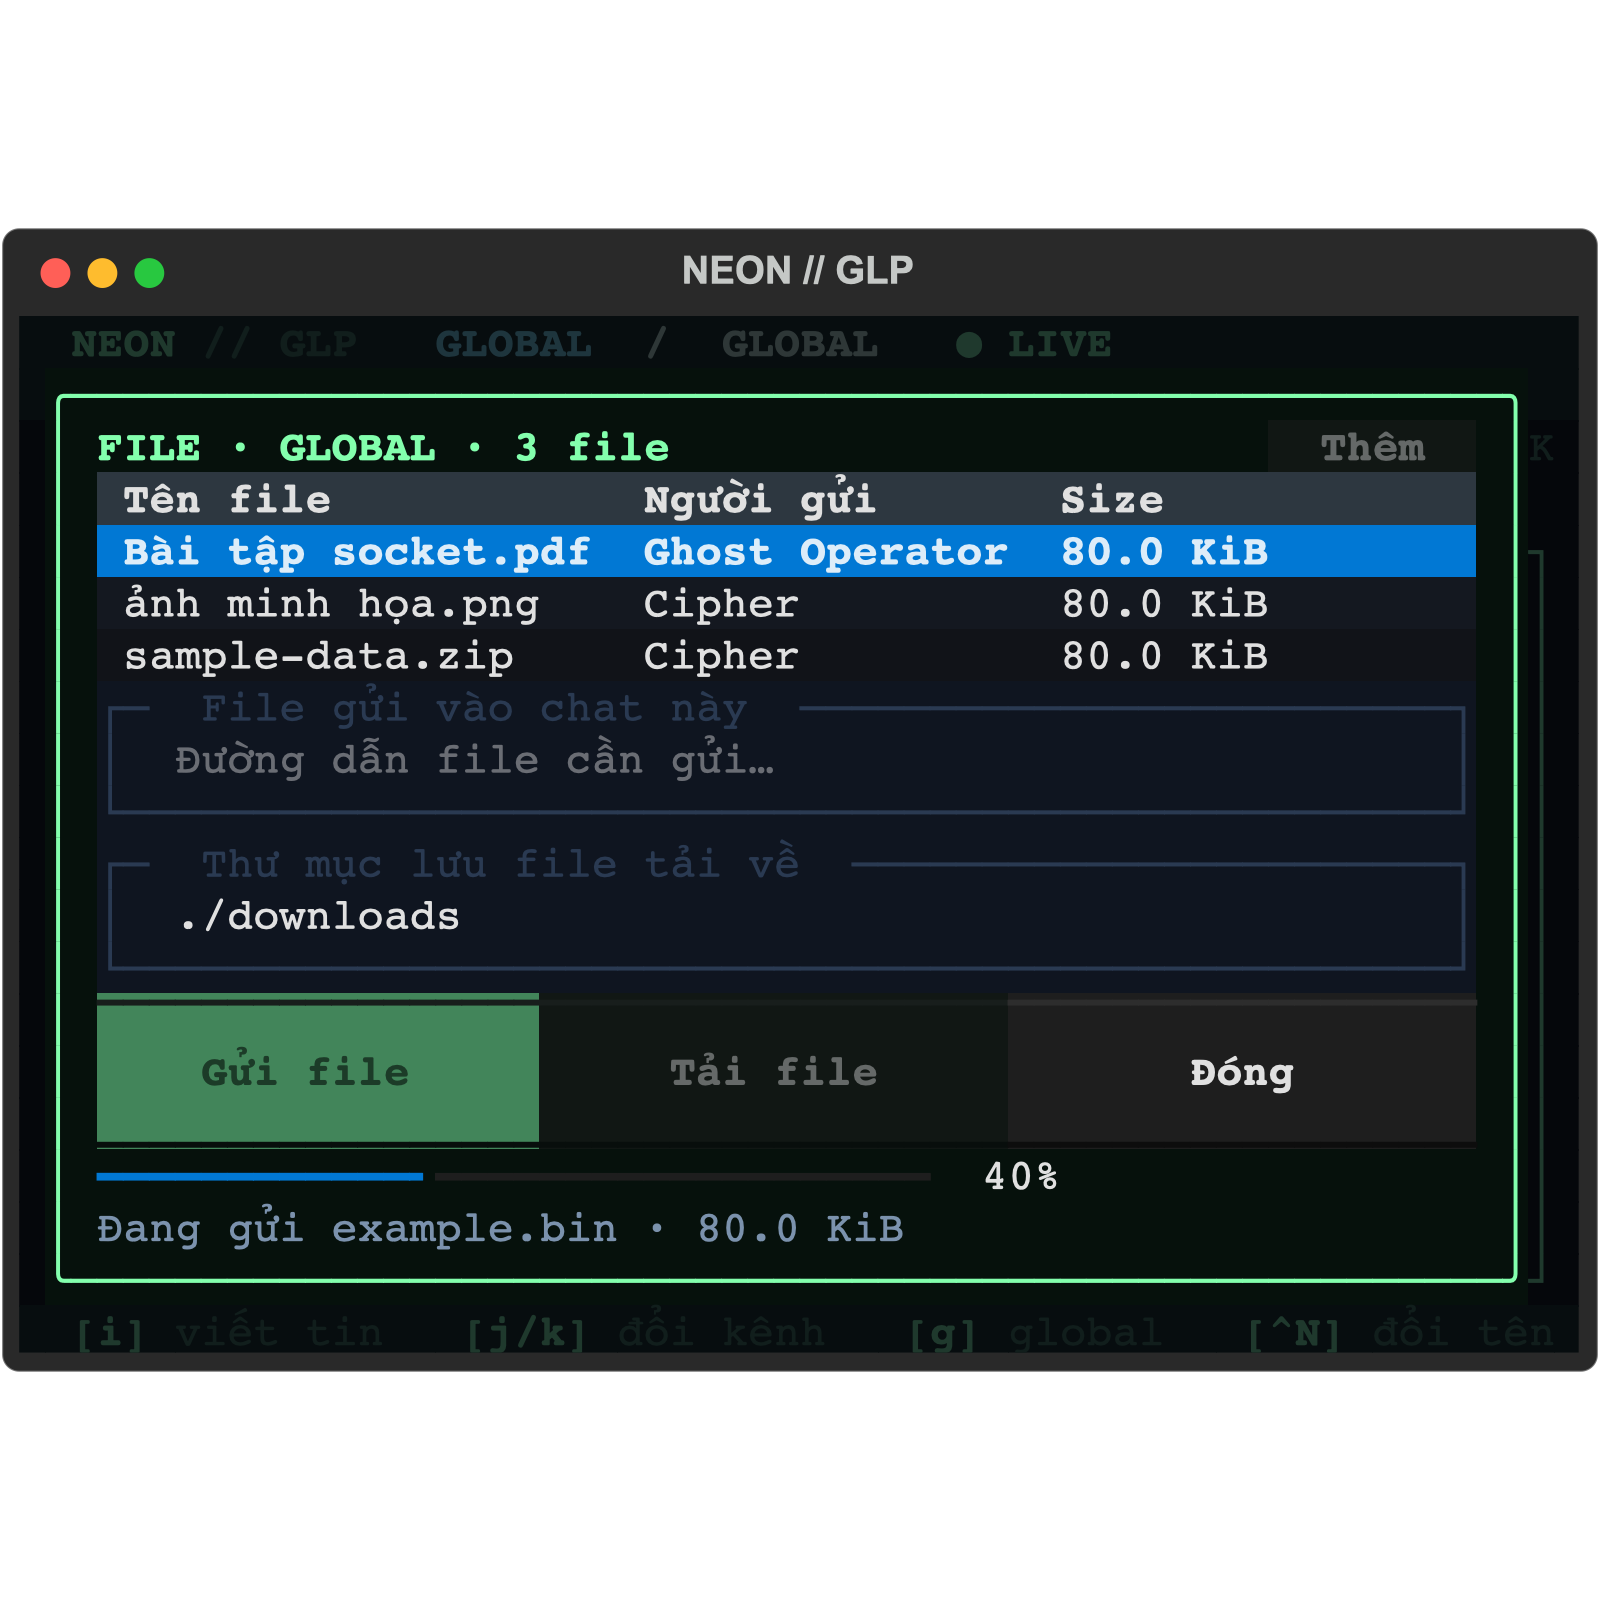 NEON // GLP
NEON // GLP GLOBAL / GLOBAL ● LIVE
FILE · GLOBAL · 3 file Thêm K
Tên file Người gửi Size
Bài tập socket.pdf Ghost Operator 80.0 KiB
ảnh minh họa.png Cipher 80.0 KiB
sample-data.zip Cipher 80.0 KiB
File gửi vào chat này
Đường dẫn file cần gửi…
Thư mục lưu file tải về
./downloads
Gửi file Tải file Đóng
40%
Đang gửi example.bin · 80.0 KiB
[i] viết tin [j/k] đổi kênh [g] global [^N] đổi tên